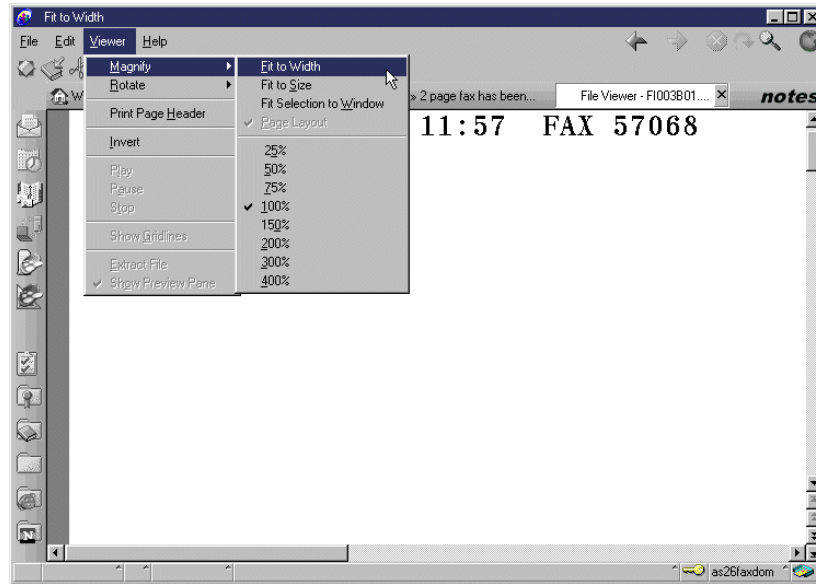 Fit to Width
File Edit Viewer Help
W
» 2 page fax has been...
File Viewer - FI003B01....
notes
11:57 FAX 57068
Magnify
Rotate
Print Page Header
Invert
Play
Pause
Stop
Show Gridlines
Extract File
Show Preview Pane
Fit to Width
Fit to Size
Fit Selection to Window
Page Layout
25%
50%
75%
100%
150%
200%
300%
400%
as26faxdom